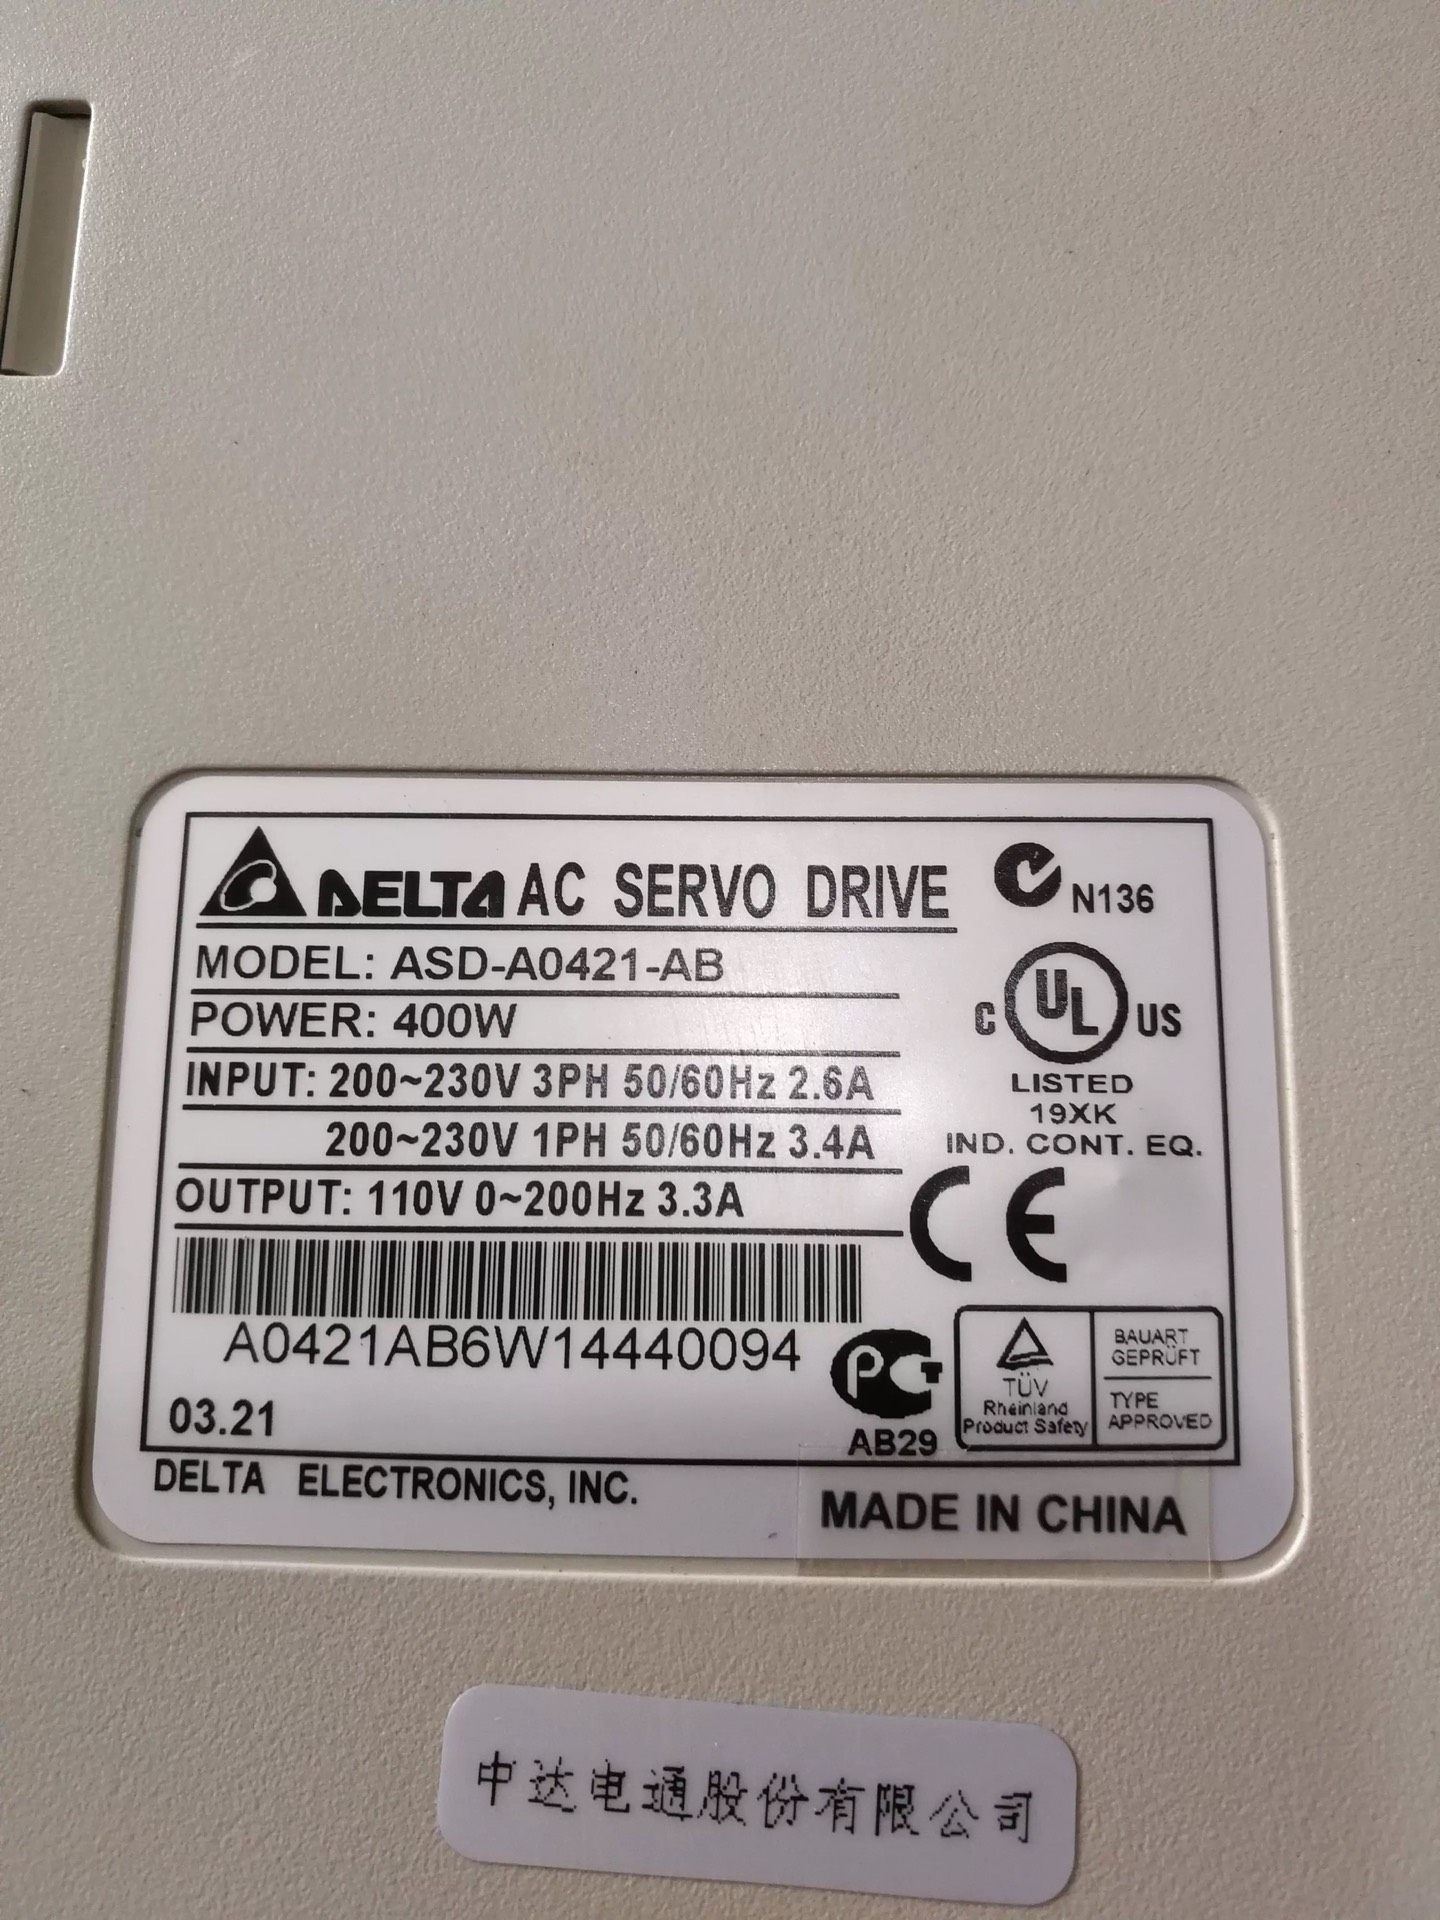 DELTA AC SERVO DRIVE
N136
MODEL: ASD-A0421-AB
POWER: 400W
INPUT: 200~230V 3PH 50/60Hz 2.6A
200~230V 1PH 50/60Hz 3.4A
OUTPUT: 110V 0~200Hz 3.3A
C UL US
LISTED
19XK
IND. CONT. EQ.
CE
A0421AB6W14440094
03.21
PCT
AB29
TÜV
Rheinland
Product Safety
BAUART
GEPRÜFT
TYPE
APPROVED
DELTA ELECTRONICS, INC.
MADE IN CHINA
中达电通股份有限公司